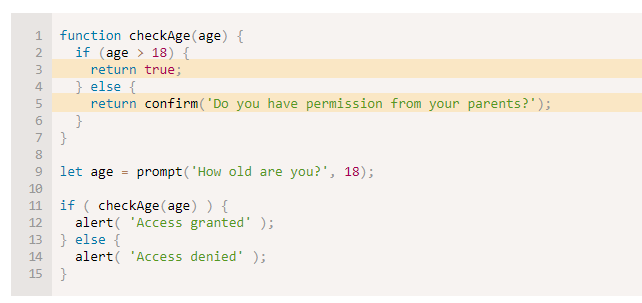 1 function checkAge(age) {
2   if (age > 18) {
3     return true;
4   } else {
5     return confirm('Do you have permission from your parents?');
6   }
7 }
8
9 let age = prompt('How old are you?', 18);
10
11 if ( checkAge(age) ) {
12   alert( 'Access granted' );
13 } else {
14   alert( 'Access denied' );
15 }